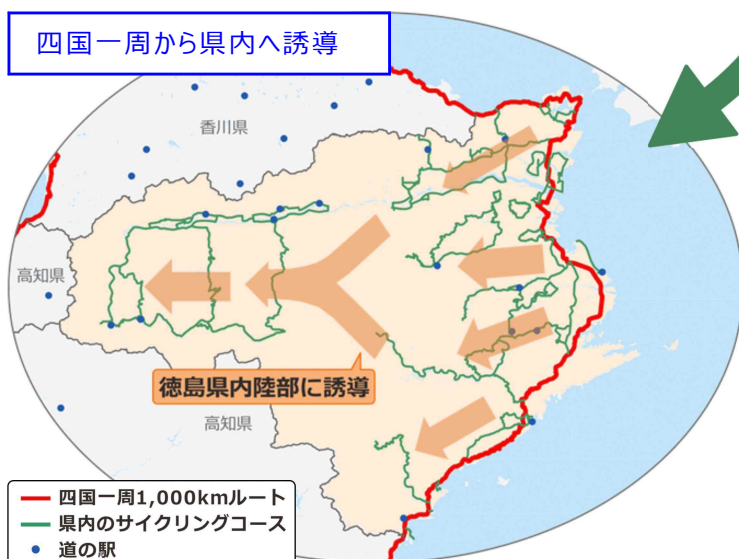 四国一周から県内へ誘導
香川県
高知県
徳島県内陸部に誘導
高知県
四国一周1,000kmルート
県内のサイクリングコース
道の駅